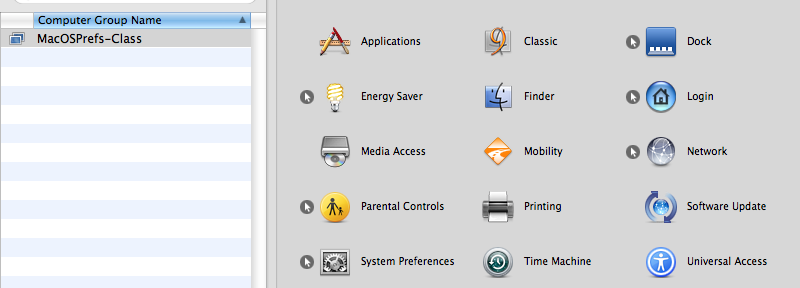 Computer Group Name
MacOSPrefs-Class
Applications
Classic
Dock
Energy Saver
Finder
Login
Media Access
Mobility
Network
Parental Controls
Printing
Software Update
System Preferences
Time Machine
Universal Access